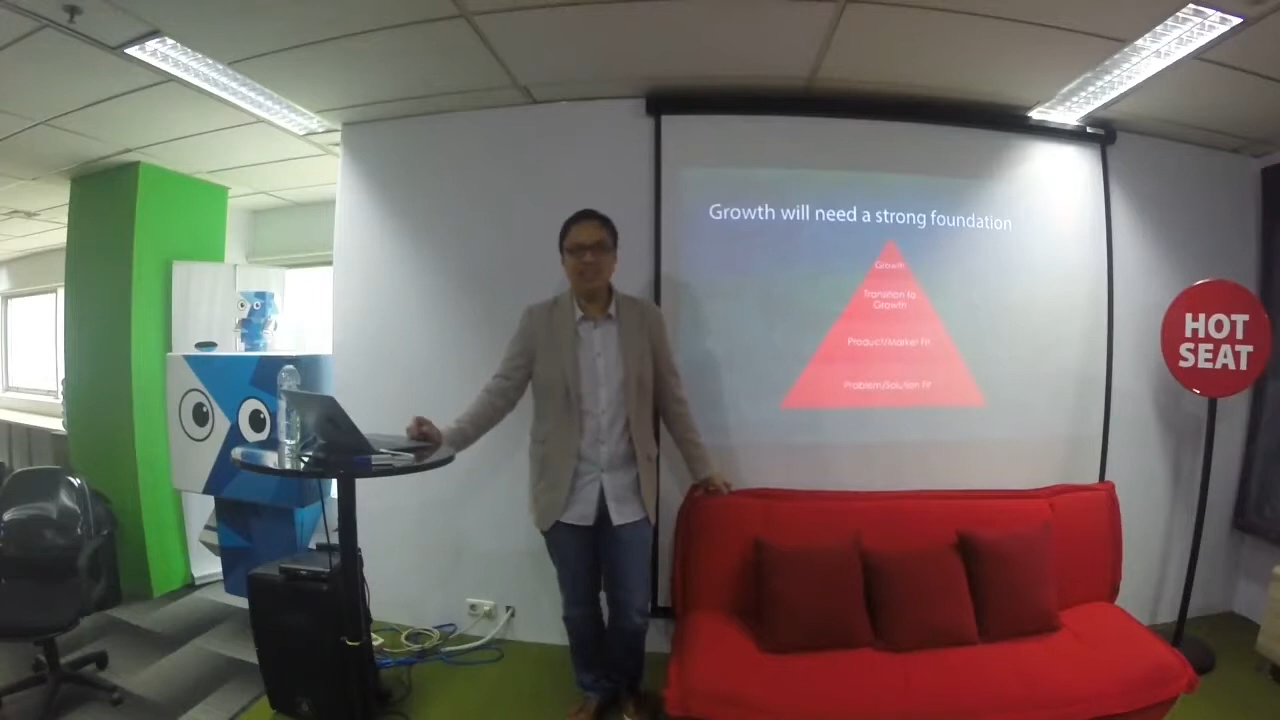 Growth will need a strong foundation
Growth
Transition to
Growth
Product/Market Fit
Problem/Solution Fit
HOT
SEAT